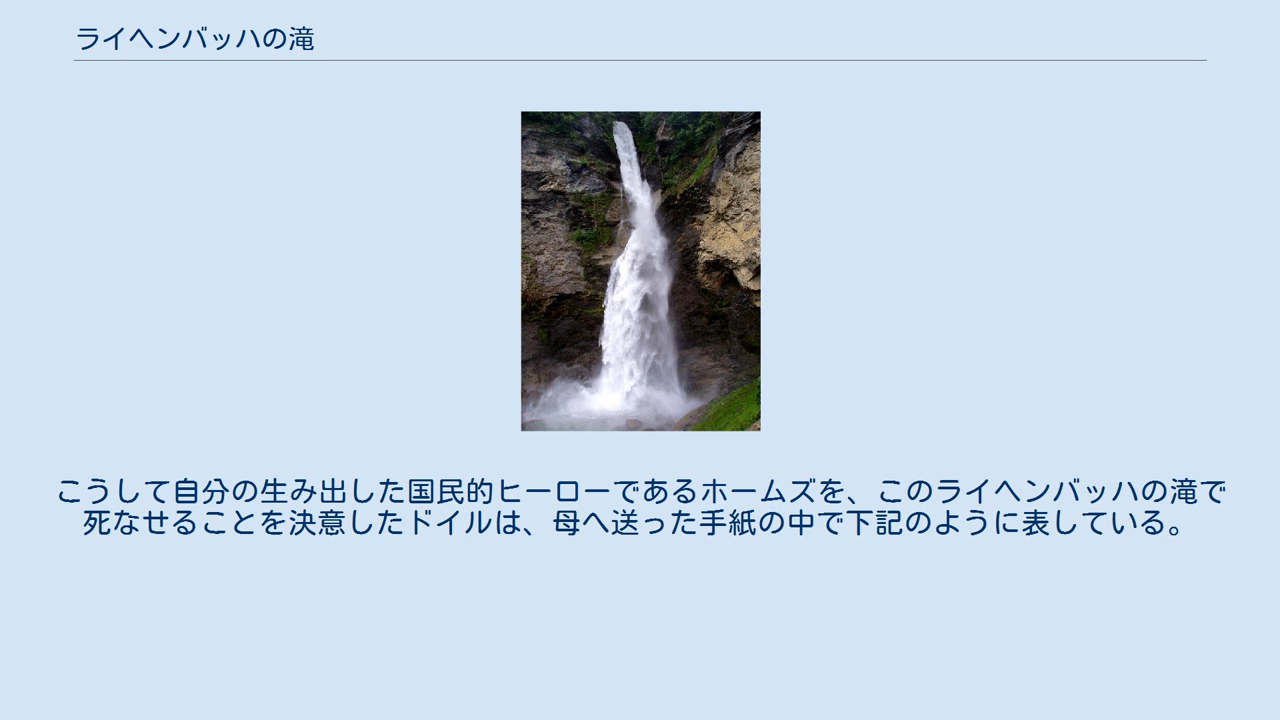 ライヘンバッハの滝
こうして自分の生み出した国民的ヒーローであるホームズを、このライヘンバッハの滝で
死なせることを決意したドイルは、母へ送った手紙の中で下記のように表している。